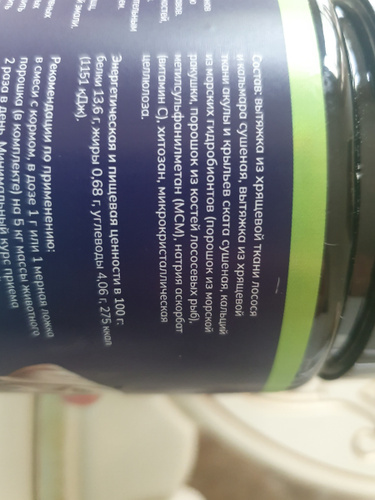 Состав: вытяжка из хрящевой ткани лосося
и кальмара сушеная, вытяжка из хрящевой
ткани акулы и крыльев ската сушеная, кальций
из морских гидробионтов (порошок из морской
ракушки, порошок из костей лососевых рыб),
метилсульфонилметан (МСМ), натрия аскорбат
(витамин С), хитозан, микрокристаллическая
целлюлоза.
Энергетическая и пищевая ценности в 100 г:
белки 13,6 г, жиры 0,68 г, углеводы 4,06 г, 275 ккал
(1151 кДж).
Рекомендации по применению:
в смеси с кормом, в дозе 1 г или 1 мерная ложка
порошка (в комплекте) на 5 кг массы животного
2 раза в день. Минимальный курс приема